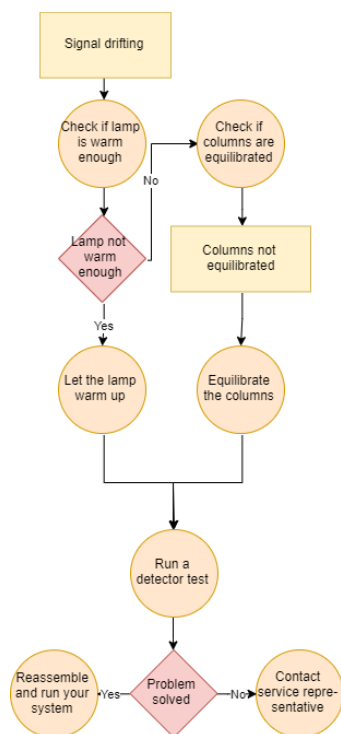 Signal drifting
Check if lamp
is warm
enough
Check if
columns are
equilibrated
No
Lamp not
warm
enough
Columns not
equilibrated
Yes
Let the lamp
warm up
Equilibrate
the columns
Run a
detector test
Reassemble
and run your
system
Yes
Problem
solved
No
Contact
service repre-
sentative